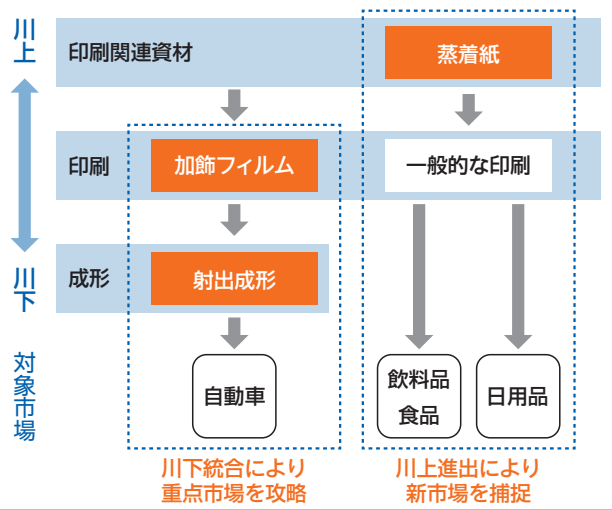 川上
印刷関連資材
蒸着紙
印刷
加飾フィルム
一般的な印刷
成形
射出成形
川下
対象市場
自動車
飲料品
食品
日用品
川下統合により
重点市場を攻略
川上進出により
新市場を捕捉